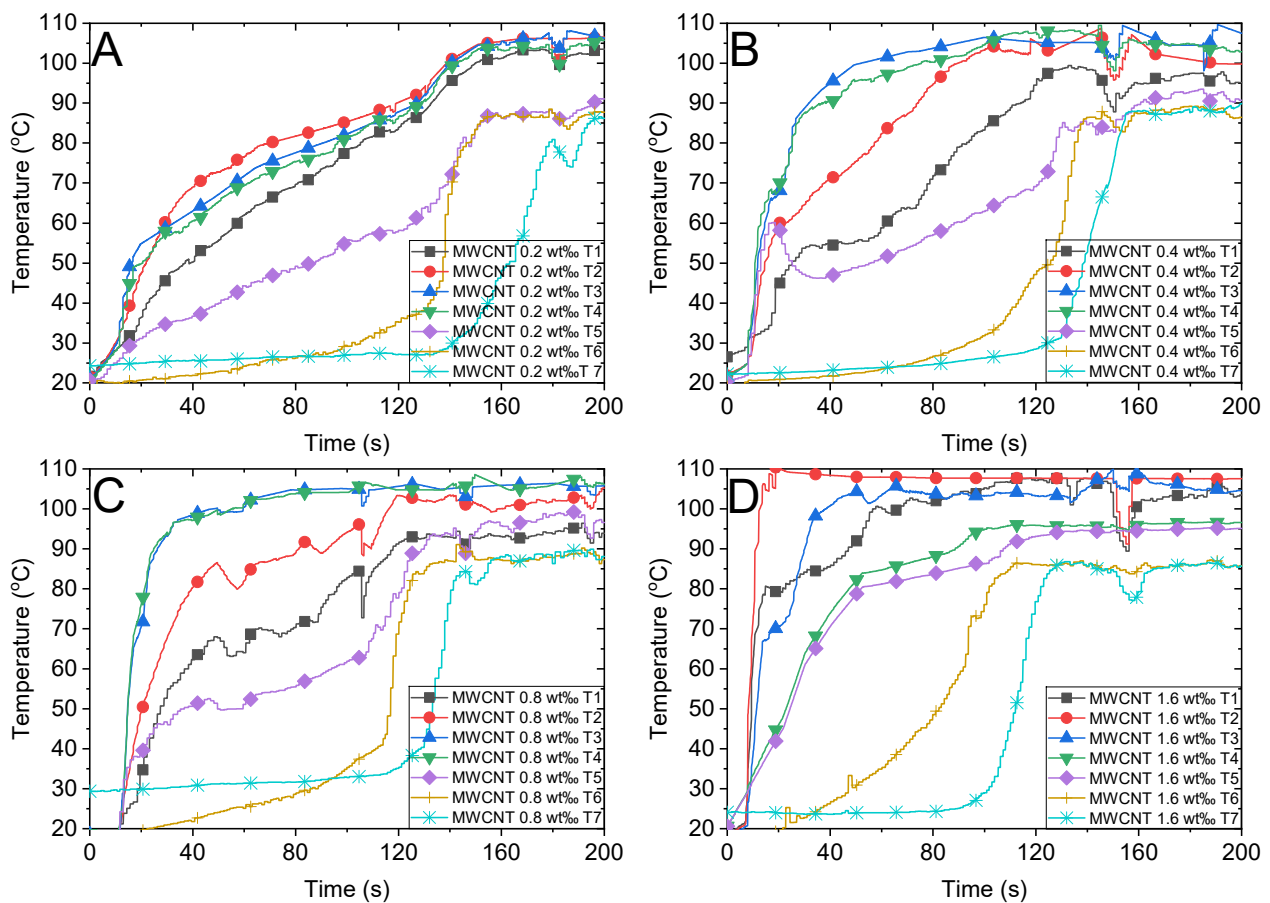 A
Temperature (°C)
110
100
90
80
70
60
50
40
30
20
MWCNT 0.2 wt‰ T1
MWCNT 0.2 wt‰ T2
MWCNT 0.2 wt‰ T3
MWCNT 0.2 wt‰ T4
MWCNT 0.2 wt‰ T5
MWCNT 0.2 wt‰ T6
MWCNT 0.2 wt‰T 7
0 40 80 120 160 200
Time (s)
B
Temperature (°C)
110
100
90
80
70
60
50
40
30
20
MWCNT 0.4 wt‰ T1
MWCNT 0.4 wt‰ T2
MWCNT 0.4 wt‰ T3
MWCNT 0.4 wt‰ T4
MWCNT 0.4 wt‰ T5
MWCNT 0.4 wt‰ T6
MWCNT 0.4 wt‰ T7
0 40 80 120 160 200
Time (s)
C
Temperature (°C)
110
100
90
80
70
60
50
40
30
20
MWCNT 0.8 wt‰ T1
MWCNT 0.8 wt‰ T2
MWCNT 0.8 wt‰ T3
MWCNT 0.8 wt‰ T4
MWCNT 0.8 wt‰ T5
MWCNT 0.8 wt‰ T6
MWCNT 0.8 wt‰ T7
0 40 80 120 160 200
Time (s)
D
Temperature (°C)
110
100
90
80
70
60
50
40
30
20
MWCNT 1.6 wt‰ T1
MWCNT 1.6 wt‰ T2
MWCNT 1.6 wt‰ T3
MWCNT 1.6 wt‰ T4
MWCNT 1.6 wt‰ T5
MWCNT 1.6 wt‰ T6
MWCNT 1.6 wt‰ T7
0 40 80 120 160 200
Time (s)